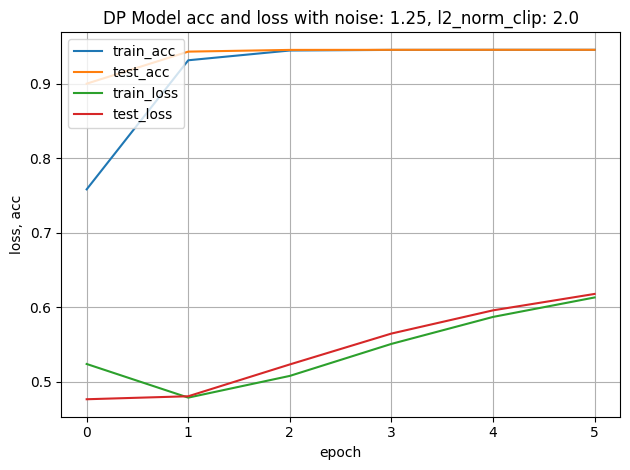 DP Model acc and loss with noise: 1.25, l2_norm_clip: 2.0
train_acc
test_acc
train_loss
test_loss
0.9
0.8
0.7
0.6
0.5
loss, acc
0 1 2 3 4 5
epoch